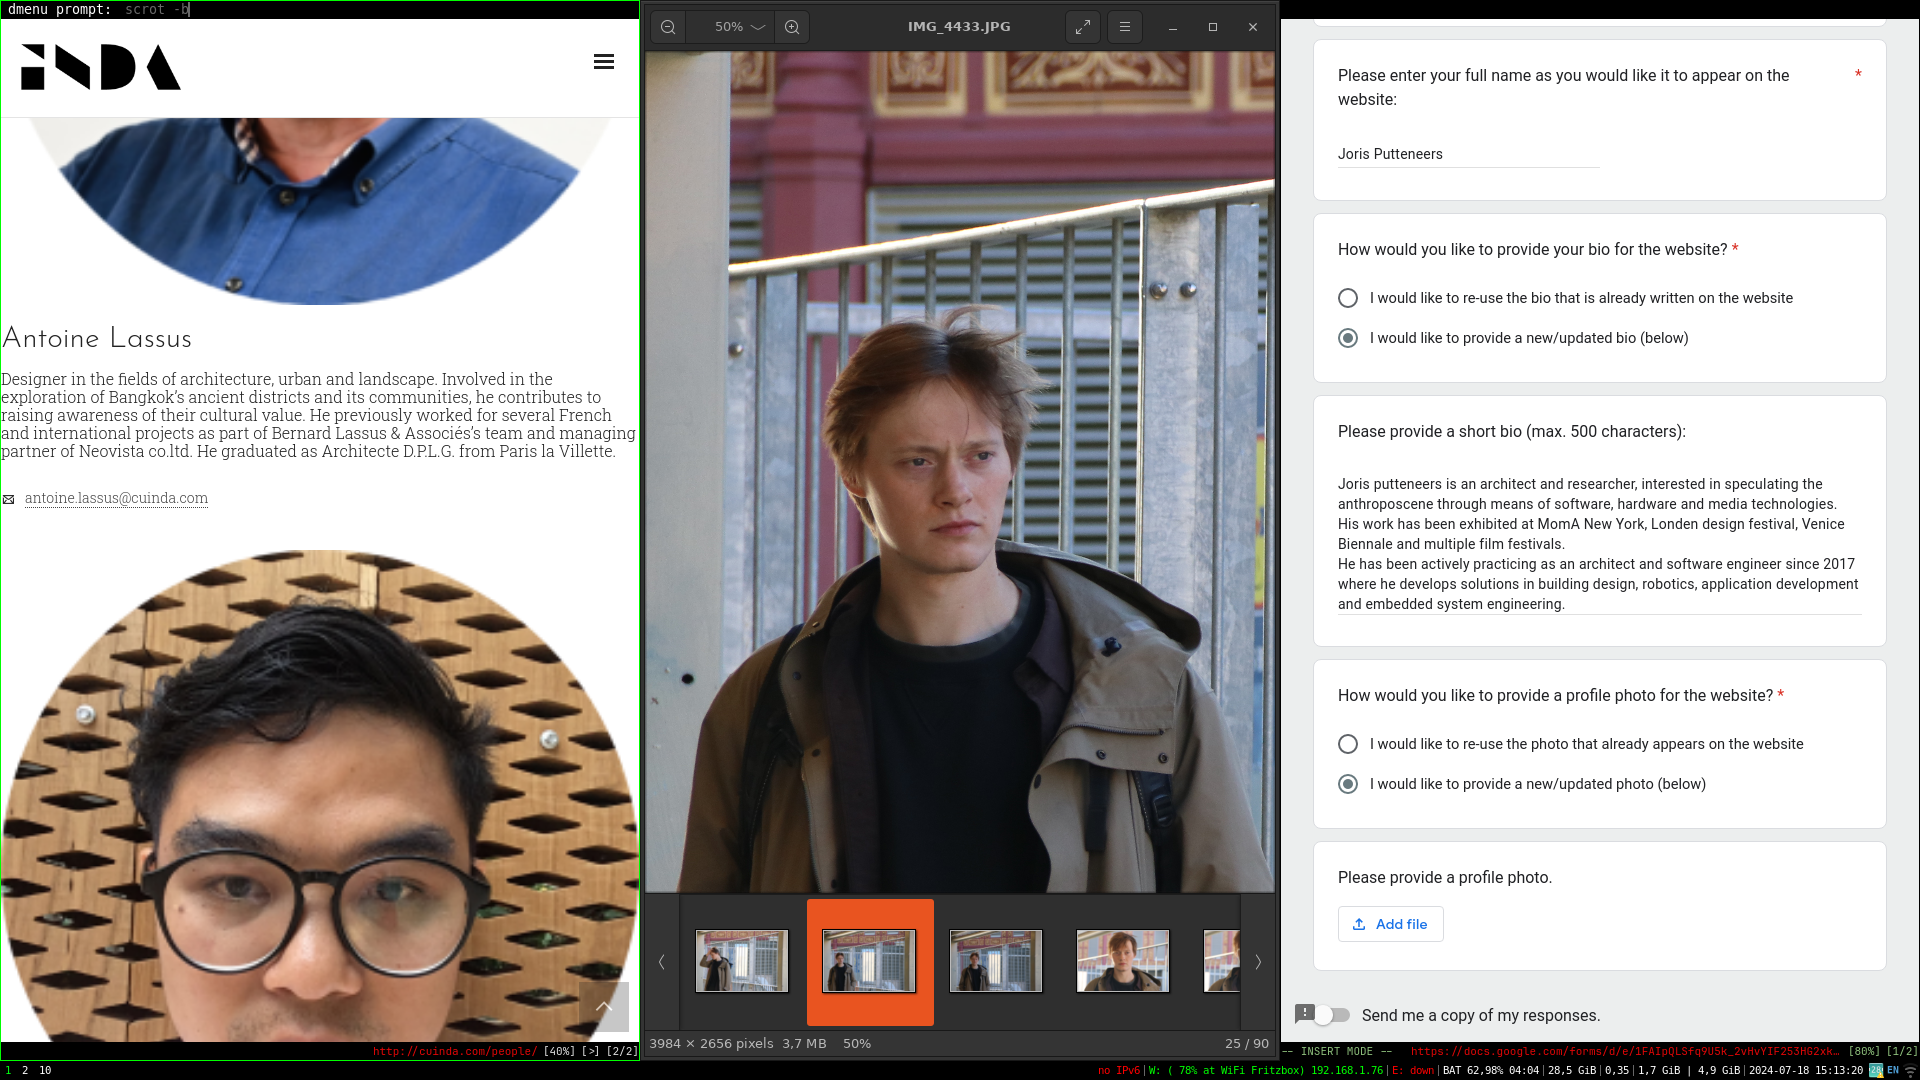 dmenu prompt: scrot -b
INDA
Antoine Lassus
Designer in the fields of architecture, urban and landscape. Involved in the
exploration of Bangkok's ancient districts and its communities, he contributes to
raising awareness of their cultural value. He previously worked for several French
and international projects as part of Bernard Lassus & Associés's team and managing
partner of Neovista co.ltd. He graduated as Architecte D.P.L.G. from Paris la Villette.
antoine.lassus@cuinda.com
http://cuinda.com/people/ [40%] [>] [2/2]
50%
IMG_4433.JPG
3984 × 2656 pixels 3,7 MB 50%
25 / 90
Please enter your full name as you would like it to appear on the *
website:
Joris Putteneers
How would you like to provide your bio for the website? *
I would like to re-use the bio that is already written on the website
I would like to provide a new/updated bio (below)
Please provide a short bio (max. 500 characters):
Joris putteneers is an architect and researcher, interested in speculating the
anthroposcene through means of software, hardware and media technologies.
His work has been exhibited at MomA New York, Londen design festival, Venice
Biennale and multiple film festivals.
He has been actively practicing as an architect and software engineer since 2017
where he develops solutions in building design, robotics, application development
and embedded system engineering.
How would you like to provide a profile photo for the website? *
I would like to re-use the photo that already appears on the website
I would like to provide a new/updated photo (below)
Please provide a profile photo.
Add file
Send me a copy of my responses.
-- INSERT MODE -- https://docs.google.com/forms/d/e/1FAIpQLSfq9U5k_2vHvYIF253HG2xk… [80%] [1/2]
1 2 10
no IPv6|W: ( 78% at WiFi Fritzbox) 192.168.1.76|E: down|BAT 62,98% 04:04|28,5 GiB|0,35|1,7 GiB | 4,9 GiB|2024-07-18 15:13:20 EN